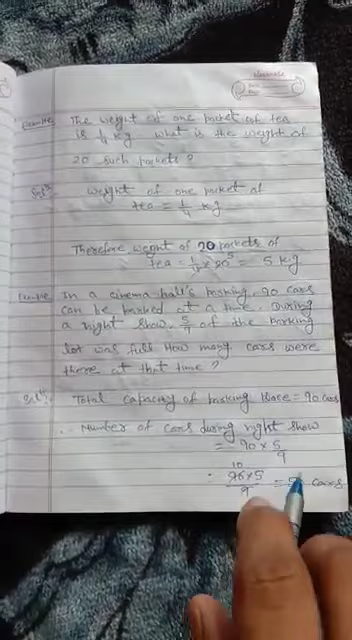 Example The weight of one packet of tea
is 1/4 kg what is the weight of
20 such packets?
Solⁿ: weight of one packet of
tea = 1/4 kg
Therefore weight of 20 packets of
tea = 1/4 × 20 5 = 5 kg
Example In a cinema hall's parking, 90 cars
can be parked at a time. During
a night show, 5/9 of the parking
lot was full How many cars were
there at that time?
Solⁿ: Total capacity of parking place = 90 cars
∴ Number of cars during night show
= 90 × 5/9
10
90 × 5/9 = cars